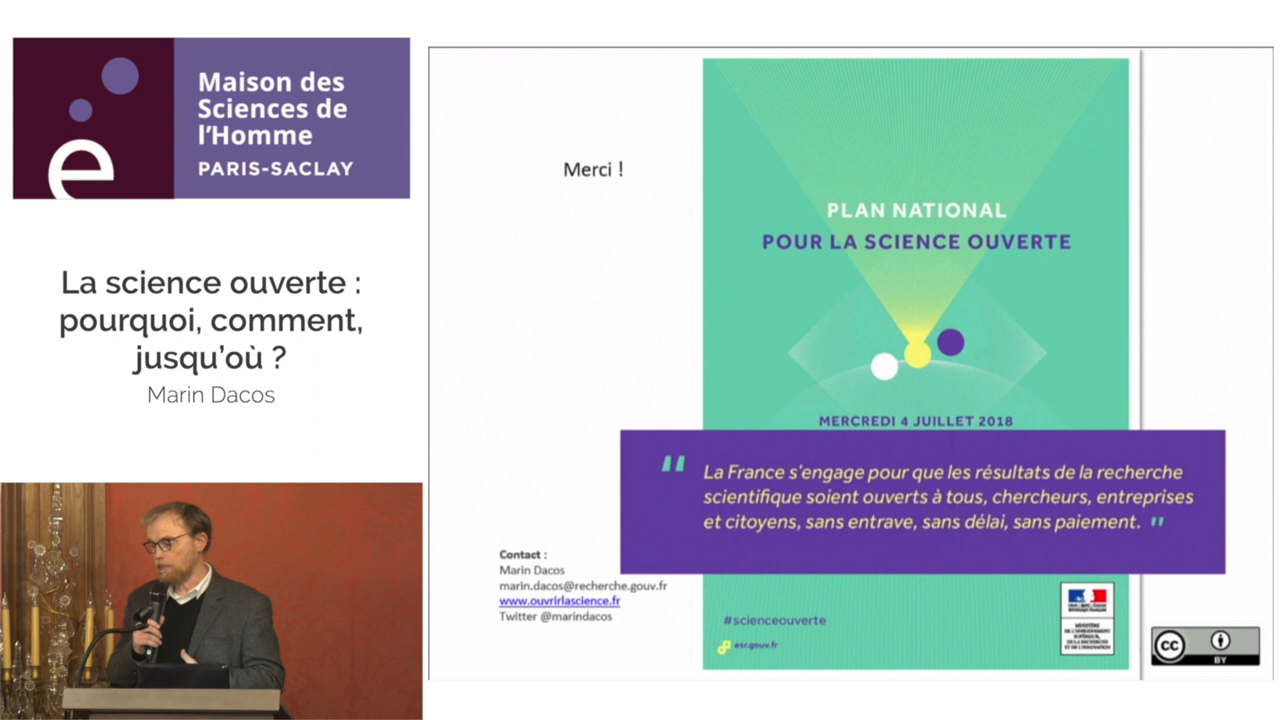 Maison des
Sciences de
l'Homme
PARIS-SACLAY
La science ouverte :
pourquoi, comment,
jusqu'où ?
Marin Dacos
Merci !
PLAN NATIONAL
POUR LA SCIENCE OUVERTE
MERCREDI 4 JUILLET 2018
" La France s'engage pour que les résultats de la recherche
scientifique soient ouverts à tous, chercheurs, entreprises
et citoyens, sans entrave, sans délai, sans paiement. "
Contact :
Marin Dacos
marin.dacos@recherche.gouv.fr
www.ouvrirlascience.fr
Twitter @marindacos
#scienceouverte
esr.gouv.fr
MINISTÈRE
DE L'ENSEIGNEMENT
SUPÉRIEUR,
DE LA RECHERCHE
ET DE L'INNOVATION
cc
BY